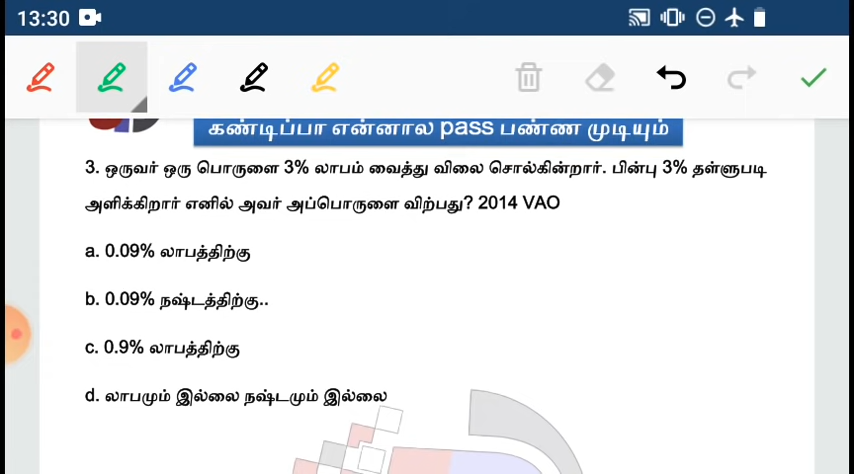 13:30
கண்டிப்பா என்னால் pass பண்ண முடியும்
3. ஒருவர் ஒரு பொருளை 3% லாபம் வைத்து விலை சொல்கின்றார். பின்பு 3% தள்ளுபடி
அளிக்கிறார் எனில் அவர் அப்பொருளை விற்பது? 2014 VAO
a. 0.09% லாபத்திற்கு
b. 0.09% நஷ்டத்திற்கு..
c. 0.9% லாபத்திற்கு
d. லாபமும் இல்லை நஷ்டமும் இல்லை